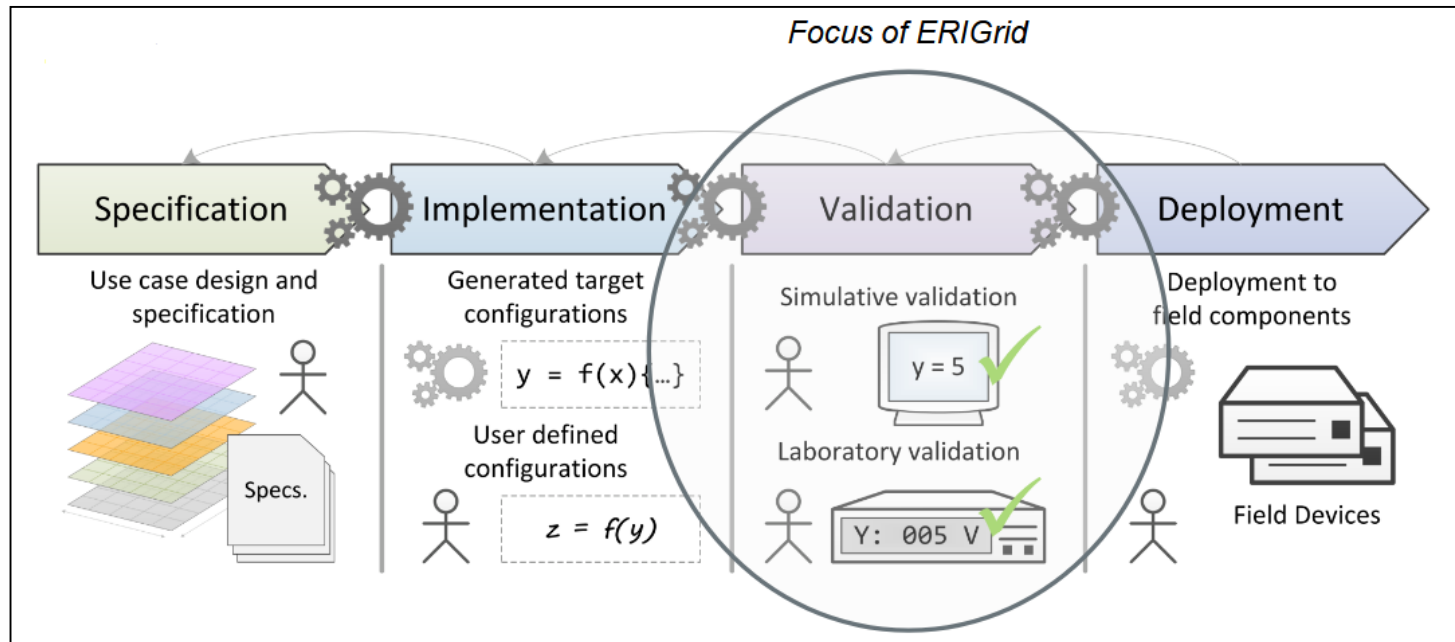 Focus of ERIGrid
Specification
Implementation
Validation
Deployment
Use case design and
specification
Specs.
Generated target
configurations
y = f(x){…}
User defined
configurations
z = f(y)
Simulative validation
y = 5
Laboratory validation
Y: 005 V
Deployment to
field components
Field Devices